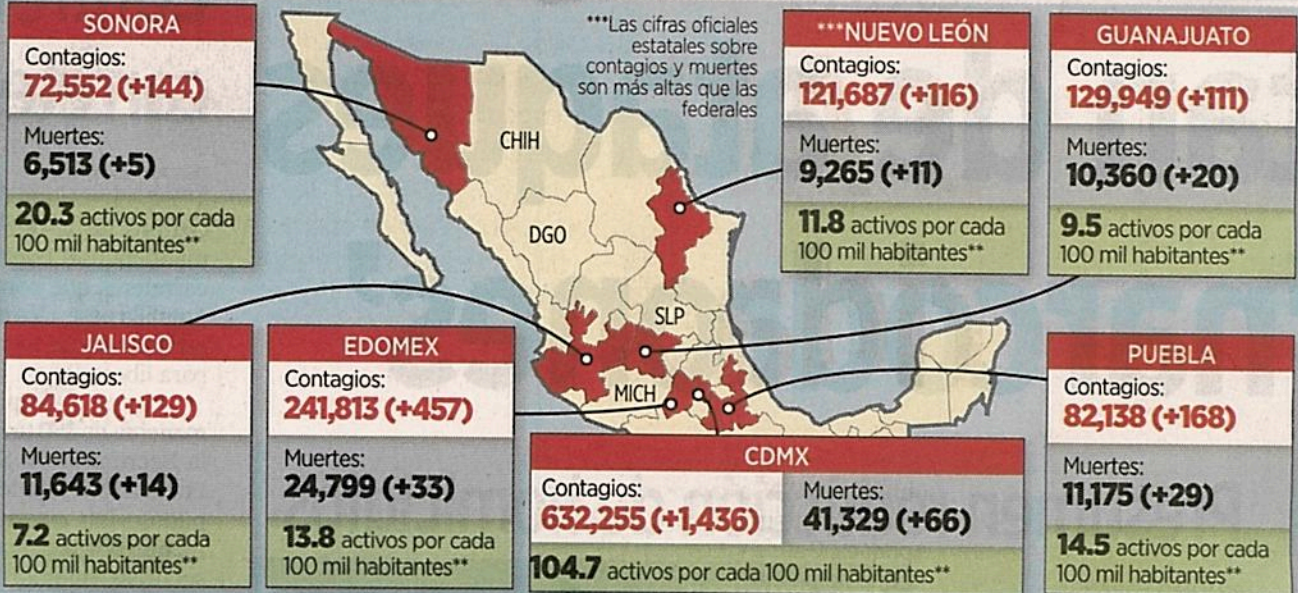 SONORA
Contagios:
72,552 (+144)
Muertes:
6,513 (+5)
20.3 activos por cada
100 mil habitantes**
***Las cifras oficiales
estatales sobre
contagios y muertes
son más altas que las
federales
***NUEVO LEÓN
Contagios:
121,687 (+116)
Muertes:
9,265 (+11)
11.8 activos por cada
100 mil habitantes**
GUANAJUATO
Contagios:
129,949 (+111)
Muertes:
10,360 (+20)
9.5 activos por cada
100 mil habitantes**
CHIH
DGO
SLP
MICH
JALISCO
Contagios:
84,618 (+129)
Muertes:
11,643 (+14)
7.2 activos por cada
100 mil habitantes**
EDOMEX
Contagios:
241,813 (+457)
Muertes:
24,799 (+33)
13.8 activos por cada
100 mil habitantes**
CDMX
Contagios:
632,255 (+1,436)
Muertes:
41,329 (+66)
104.7 activos por cada 100 mil habitantes**
PUEBLA
Contagios:
82,138 (+168)
Muertes:
11,175 (+29)
14.5 activos por cada
100 mil habitantes**